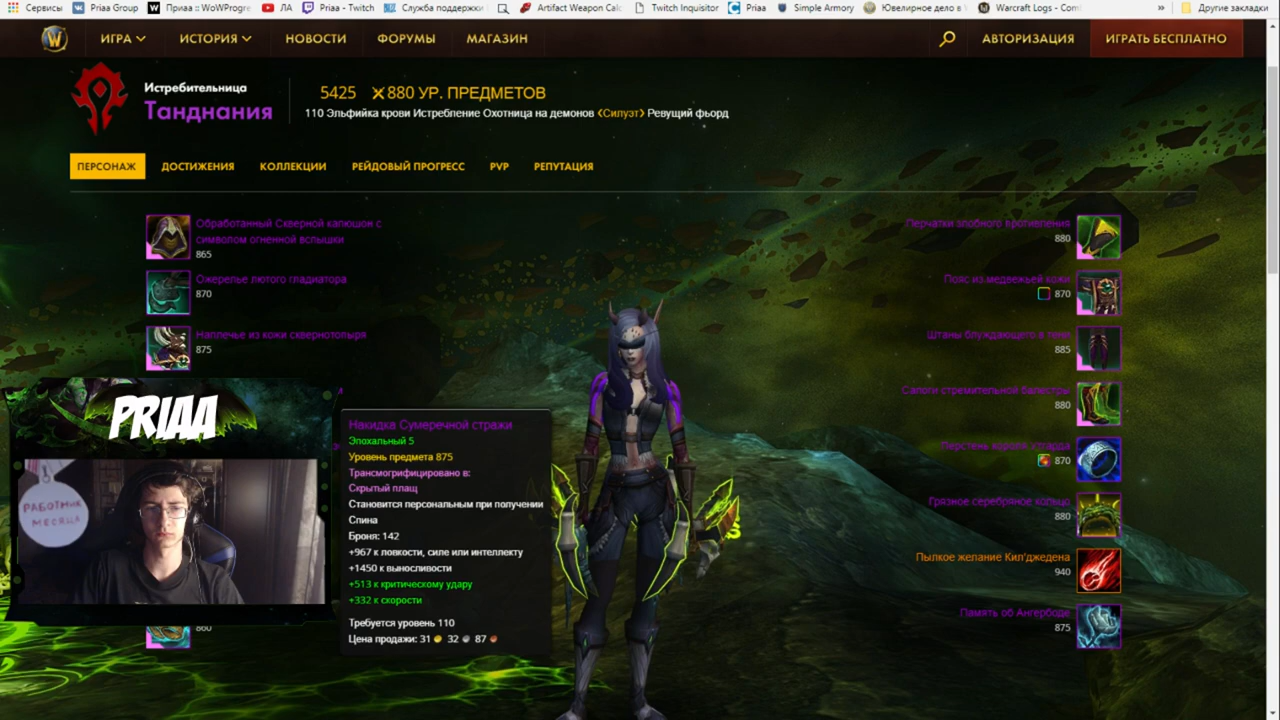 Сервисы Priaa Group Приаа :: WoWProgre ЛА Priaa - Twitch Служба поддержки Artifact Weapon Calc Twitch Inquisitor Priaa Simple Armory Ювелирное дело в Warcraft Logs - Coml » Другие закладки
W ИГРА ИСТОРИЯ НОВОСТИ ФОРУМЫ МАГАЗИН АВТОРИЗАЦИЯ ИГРАТЬ БЕСПЛАТНО
Истребительница
Танднания
5425 880 УР. ПРЕДМЕТОВ
110 Эльфийка крови Истребление Охотница на демонов <Силуэт> Ревущий фьорд
ПЕРСОНАЖ ДОСТИЖЕНИЯ КОЛЛЕКЦИИ РЕЙДОВЫЙ ПРОГРЕСС PVP РЕПУТАЦИЯ
Обработанный Скверной капюшон с
символом огненной вспышки
865
Ожерелье лютого гладиатора
870
Наплечье из кожи сквернотопыря
875
PRIAA
РАБОТНИК
МЕСЯЦА
860
Накидка Сумеречной стражи
Эпохальный 5
Уровень предмета 875
Трансмогрифицировано в:
Скрытый плащ
Становится персональным при получении
Спина
Броня: 142
+967 к ловкости, силе или интеллекту
+1450 к выносливости
+513 к критическому удару
+332 к скорости
Требуется уровень 110
Цена продажи: 31 32 87
Перчатки злобного противления
880
Пояс из медвежьей кожи
870
Штаны блуждающего в тени
885
Сапоги стремительной балестры
880
Перстень короля
870
Грязное серебряное кольцо
880
Пылкое желание Кил'джедена
940
Память об Ангербоде
875